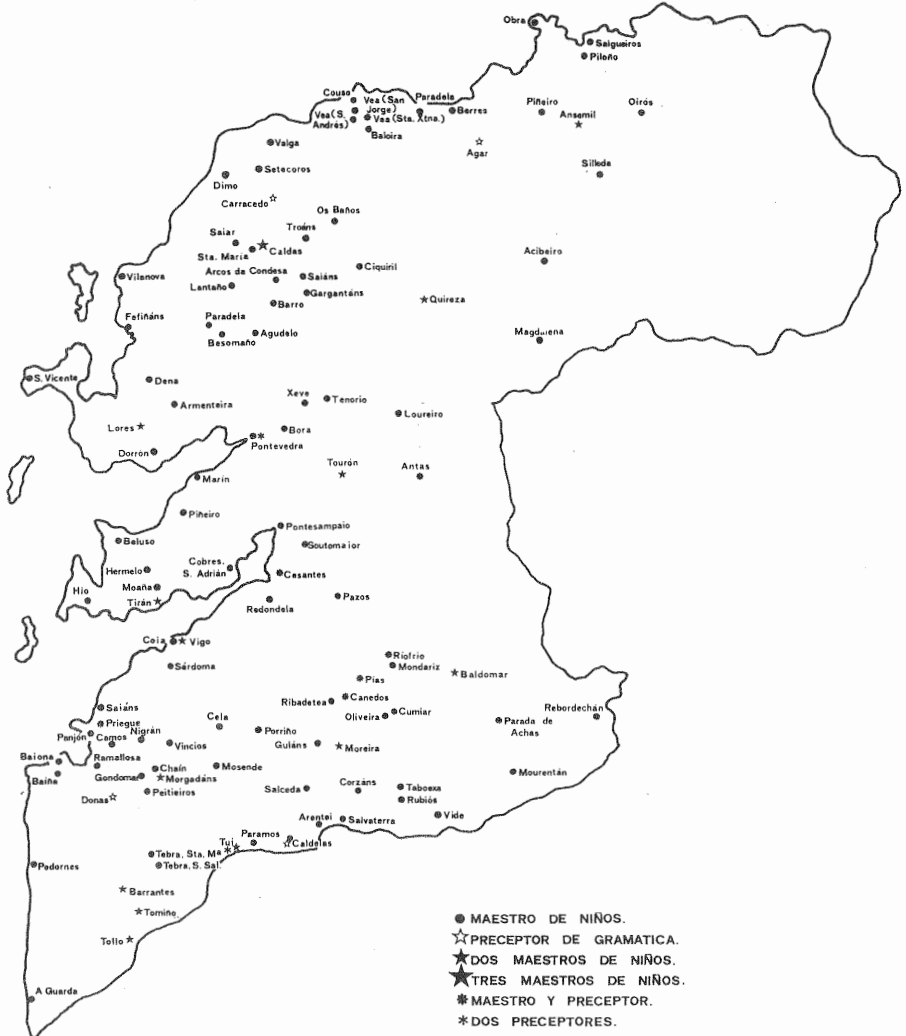 Obra
Salgueiros
Piloño
Couso
Vea (San
Jorge)
Paradela
Vea (S.
Andrés)
Vea (Sta. Xtna.)
Berres
Baloira
Piñeiro
Ansemil
Oirós
Agar
Valga
Silleda
Setecoros
Dimo
Carracedo
Os Baños
Troáns
Saiar
Sta. María
Caldas
Acibeiro
Ciquiril
Arcos da Condesa
Saiáns
Vilanova
Lantaño
Gargantáns
Barro
Quireza
Fefiñáns
Paradela
Besomaño
Agudelo
Magdalena
S. Vicente
Dena
Xeve
Tenorio
Armenteira
Loureiro
Lores
Bora
Pontevedra
Dorrón
Tourón
Antas
Marín
Piñeiro
Pontesampaio
Beluso
Soutomaior
Hermelo
Cobres.
S. Adrián
Cesantes
Moaña
Hío
Tirán
Redondela
Pazos
Coia
Vigo
Sárdoma
Riofrío
Mondariz
Baldomar
Pías
Canedos
Ribadetea
Saiáns
Oliveira
Cumiar
Rebordechán
Priegue
Cela
Parada de
Achas
Panjón
Camos
Nigrán
Porriño
Vincios
Guláns
Moreira
Baiona
Ramallosa
Chaín
Mosende
Mourentán
Baiña
Gondomar
Morgadáns
Corzáns
Taboexa
Peitieiros
Salceda
Rubiós
Donas
Arentei
Salvaterra
Vide
Paramos
Tui
Caldelas
Tebra, Sta. Mª
Tebra, S. Sal.
Pedornes
Barrantes
Tomiño
Tollo
A Guarda
MAESTRO DE NIÑOS.
PRECEPTOR DE GRAMATICA.
DOS MAESTROS DE NIÑOS.
TRES MAESTROS DE NIÑOS.
MAESTRO Y PRECEPTOR.
DOS PRECEPTORES.